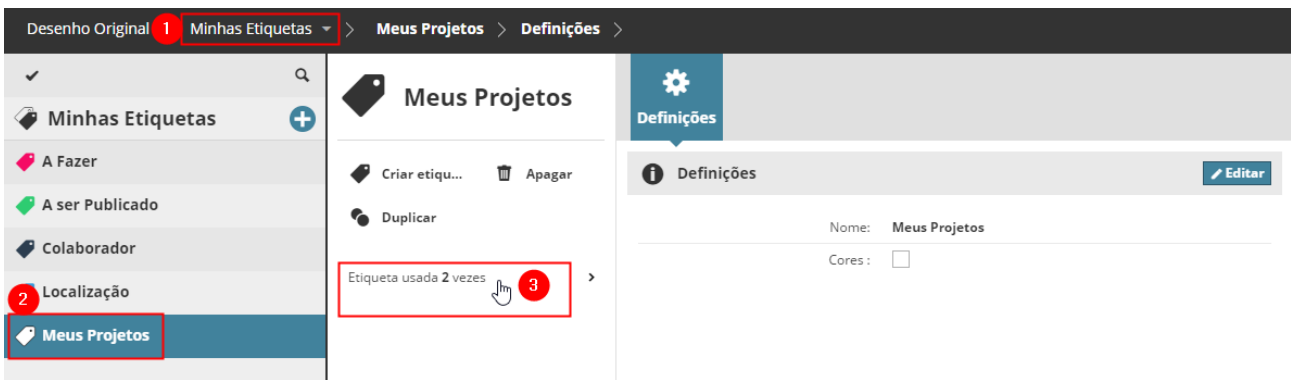 Desenho Original 1 Minhas Etiquetas > Meus Projetos > Definições >
Minhas Etiquetas
A Fazer
A ser Publicado
Colaborador
2 Localização
Meus Projetos
Meus Projetos
Criar etiqu... Apagar
Duplicar
Etiqueta usada 2 vezes 3 >
Definições
Definições Editar
Nome: Meus Projetos
Cores :